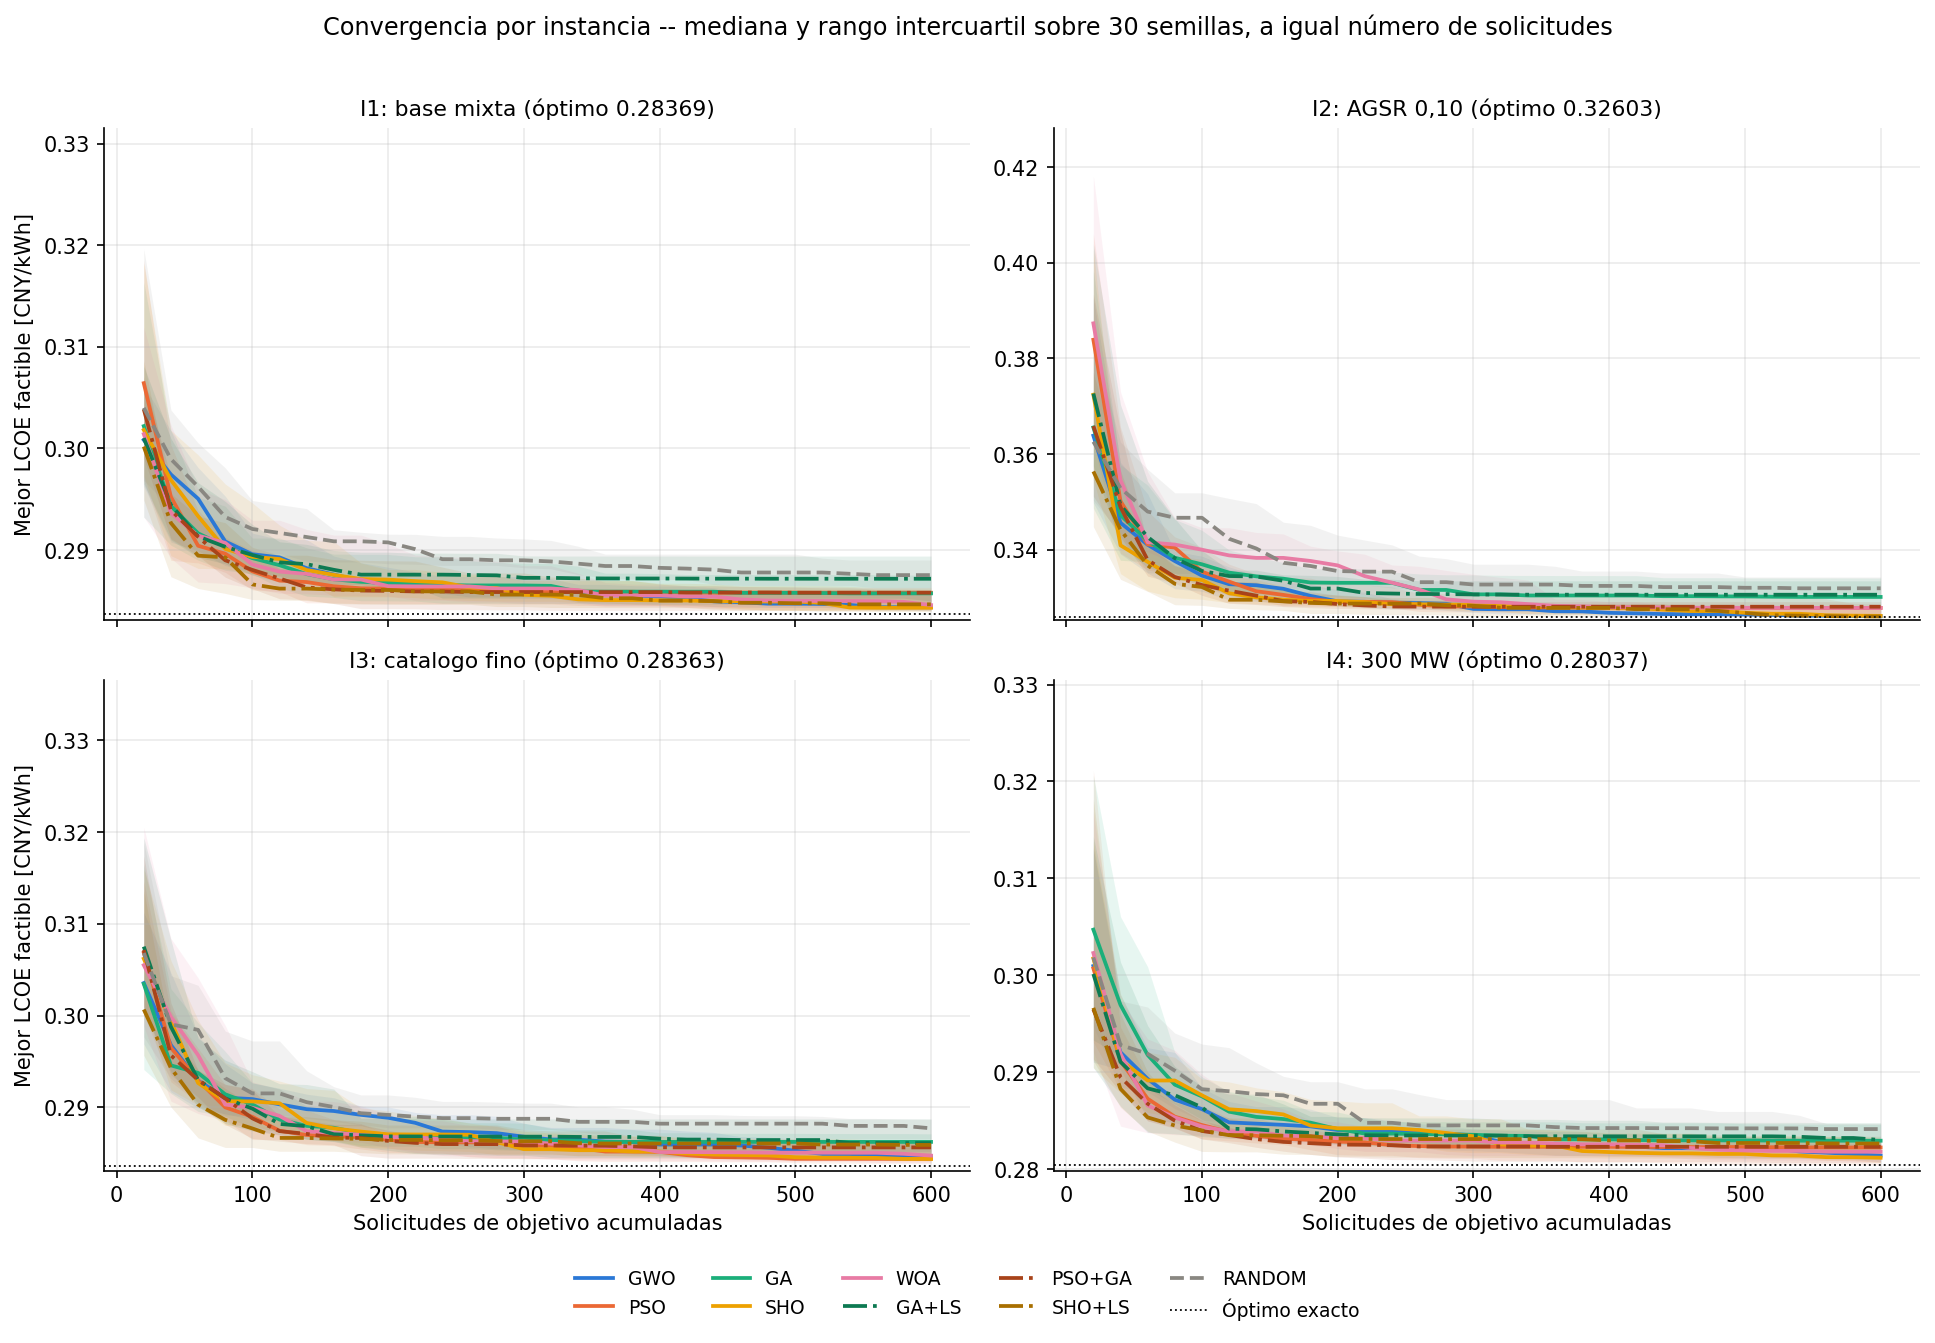 Convergencia por instancia -- mediana y rango intercuartil sobre 30 semillas, a igual número de solicitudes
I1: base mixta (óptimo 0.28369)
Mejor LCOE factible [CNY/kWh]
0.33
0.32
0.31
0.30
0.29
I2: AGSR 0,10 (óptimo 0.32603)
0.42
0.40
0.38
0.36
0.34
I3: catalogo fino (óptimo 0.28363)
Mejor LCOE factible [CNY/kWh]
0.33
0.32
0.31
0.30
0.29
0 100 200 300 400 500 600
Solicitudes de objetivo acumuladas
I4: 300 MW (óptimo 0.28037)
0.33
0.32
0.31
0.30
0.29
0.28
0 100 200 300 400 500 600
Solicitudes de objetivo acumuladas
GWO GA WOA PSO+GA RANDOM
PSO SHO GA+LS SHO+LS Óptimo exacto